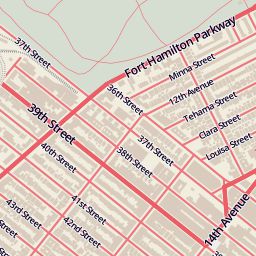 37th Street
Fort Hamilton Parkway
Minna Street
36th Street
12th Avenue
Tehama Street
39th Street
Clara Street
37th Street
Louisa Street
40th Street
38th Street
41st Street
43rd Street
42nd Street
14th Avenue